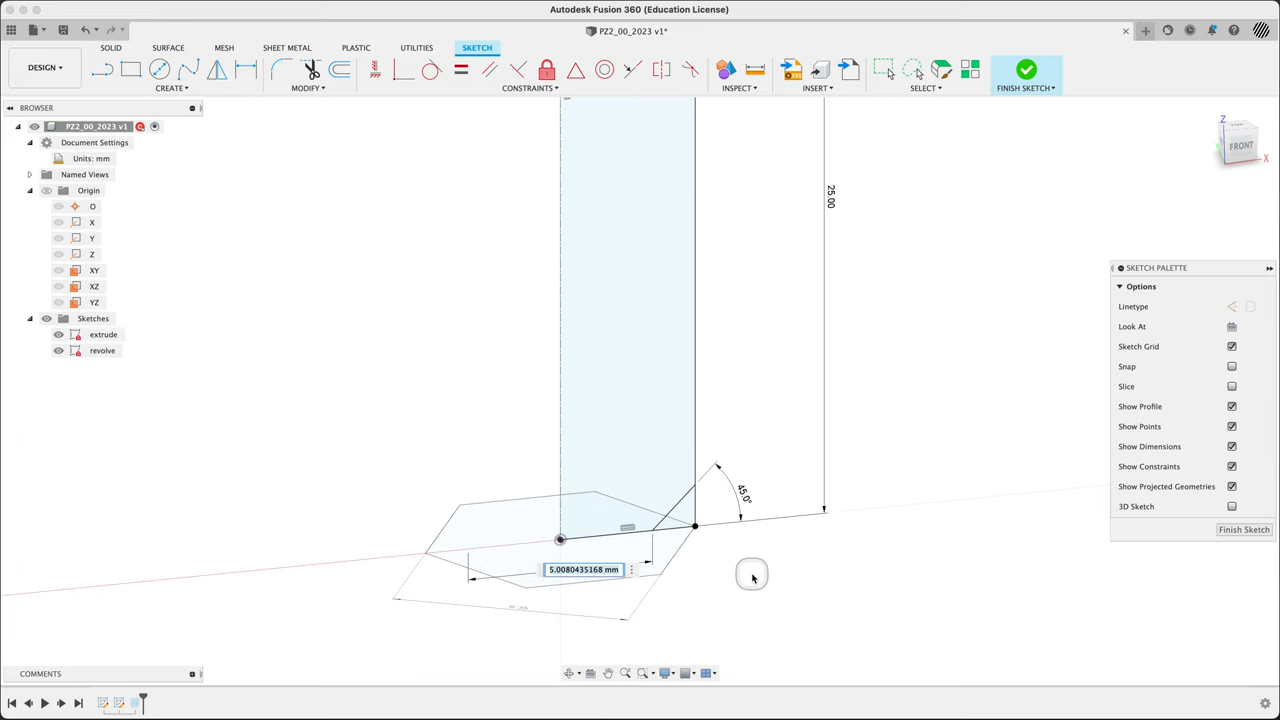 Autodesk Fusion 360 (Education License)
PZ2_00_2023 v1*
SOLID SURFACE MESH SHEET METAL PLASTIC UTILITIES SKETCH
DESIGN
CREATE MODIFY CONSTRAINTS INSPECT INSERT SELECT FINISH SKETCH
BROWSER
PZ2_00_2023 v1
Document Settings
Units: mm
Named Views
Origin
O
X
Y
Z
XY
XZ
YZ
Sketches
extrude
revolve
Z
TOP
FRONT
X
25.00
45.0°
5.0080435168 mm
SKETCH PALETTE
Options
Linetype
Look At
Sketch Grid
Snap
Slice
Show Profile
Show Points
Show Dimensions
Show Constraints
Show Projected Geometries
3D Sketch
Finish Sketch
COMMENTS